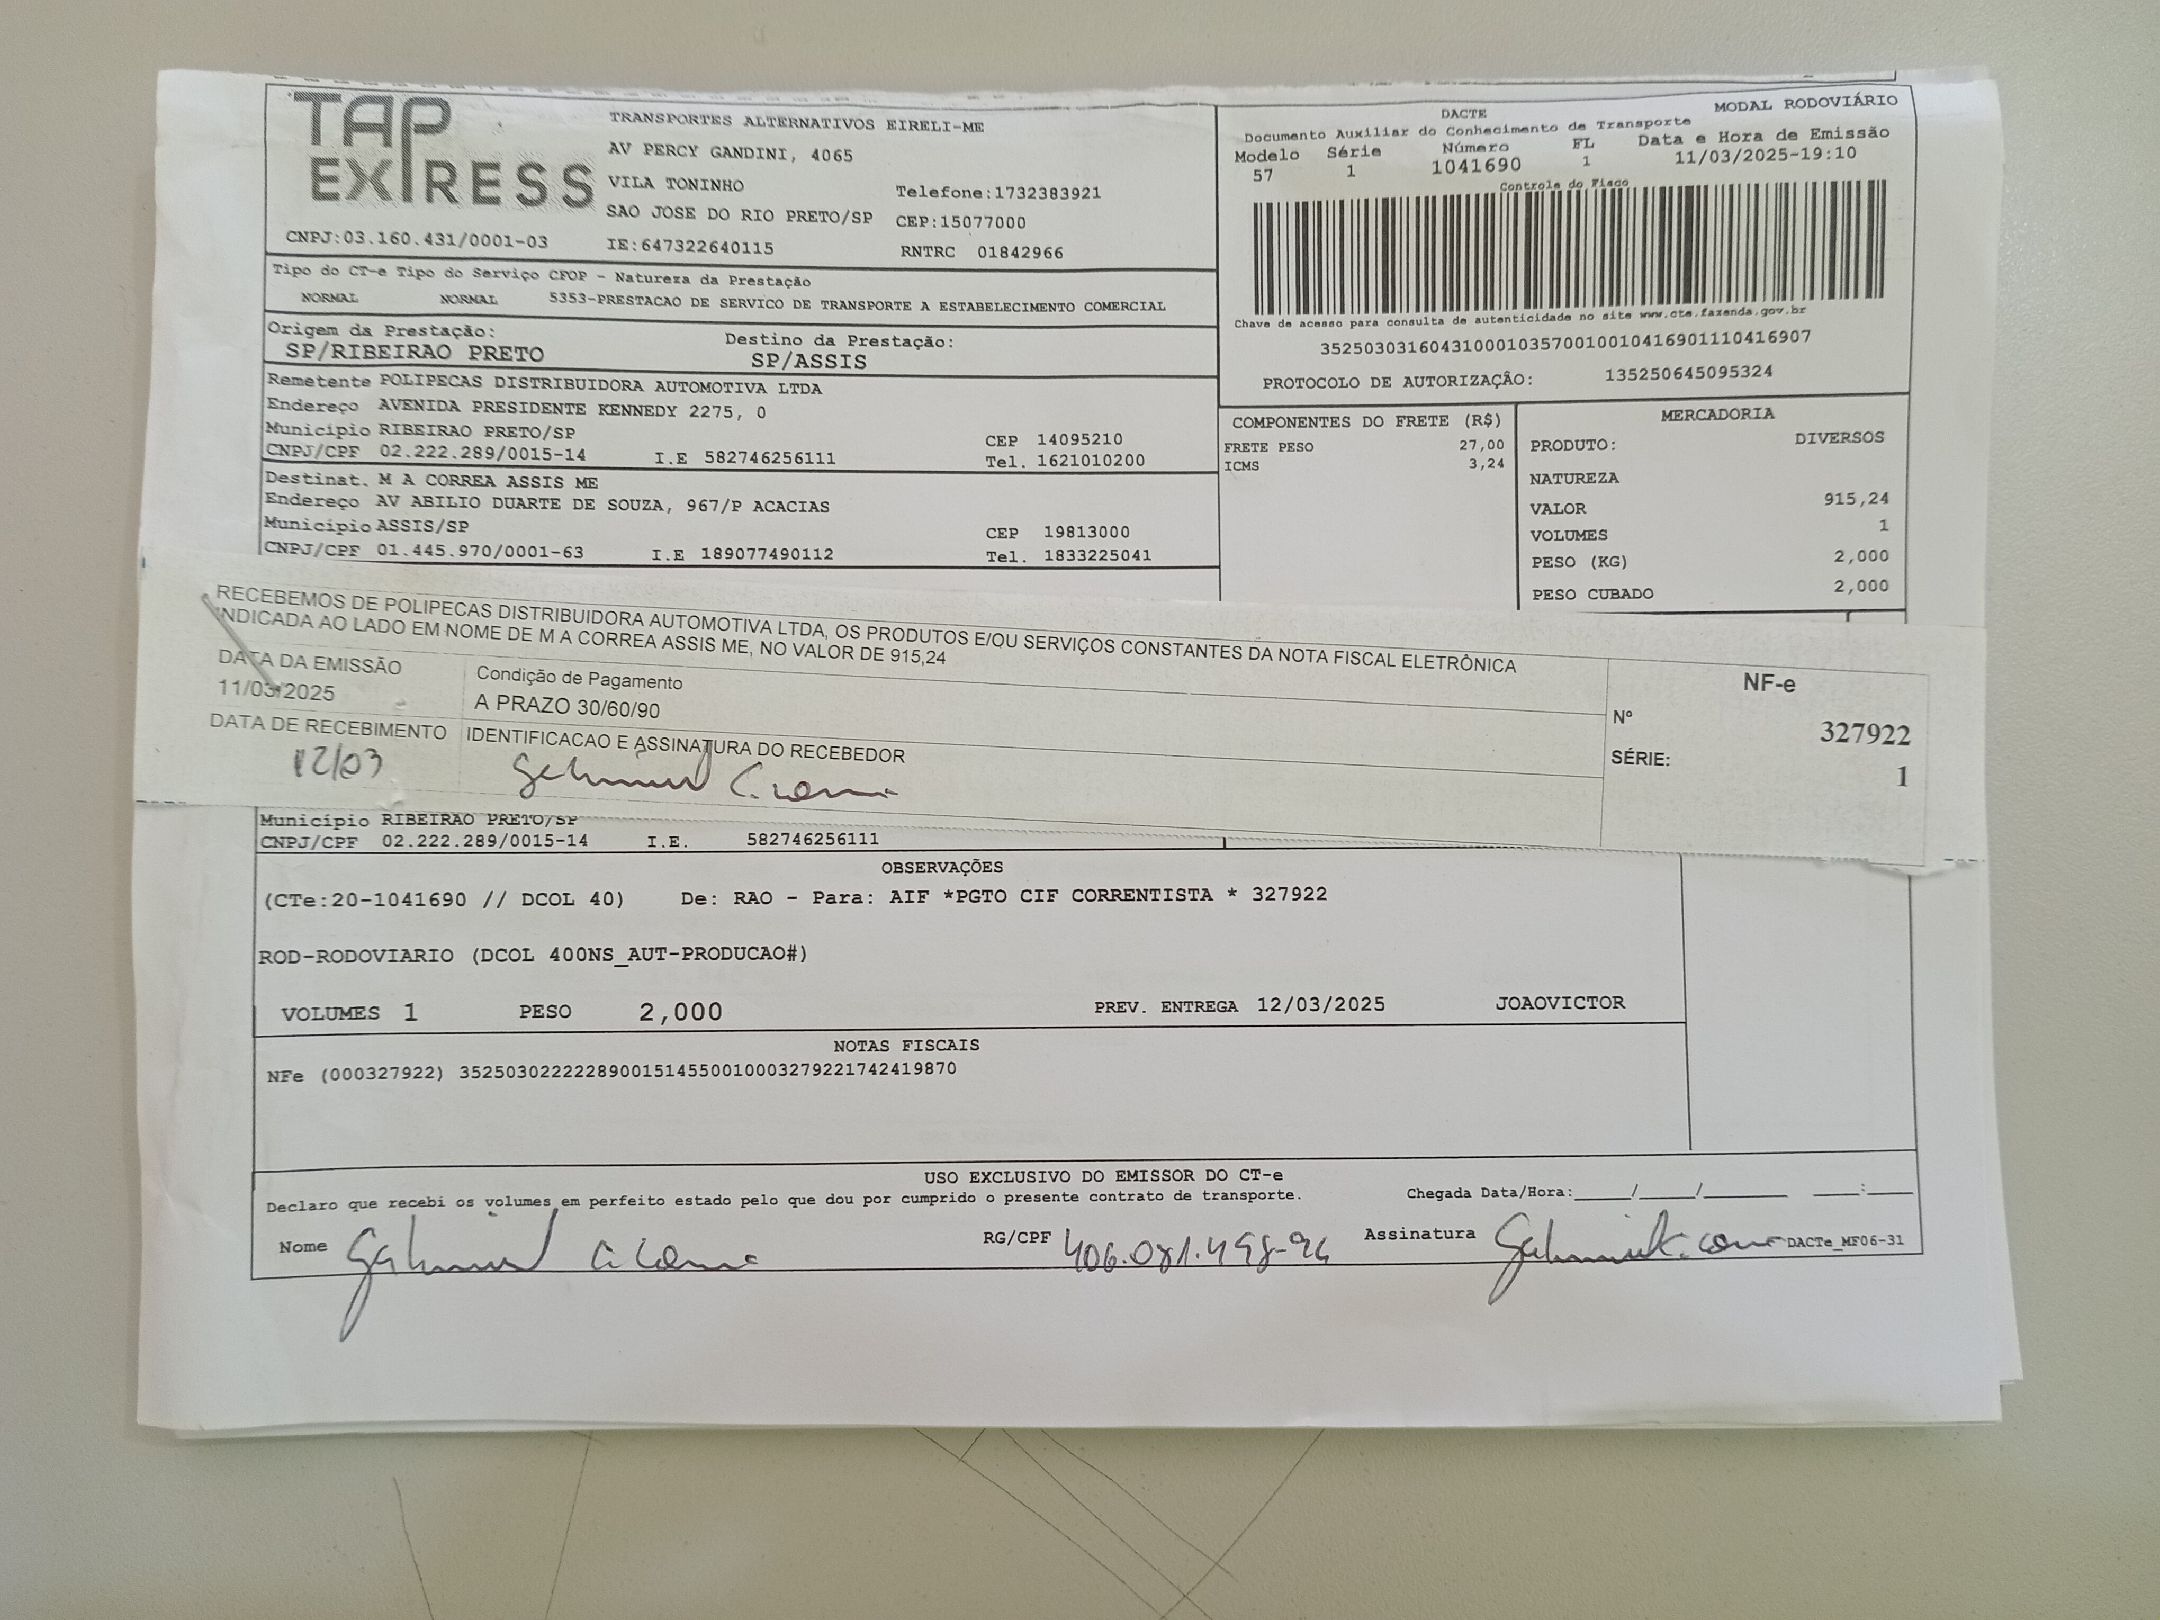 TAP EXPRESS
TRANSPORTES ALTERNATIVOS EIRELI-ME
AV PERCY GANDINI, 4065
VILA TONINHO Telefone:1732383921
SAO JOSE DO RIO PRETO/SP CEP:15077000
CNPJ:03.160.431/0001-03 IE:647322640115 RNTRC 01842966
DACTE MODAL RODOVIÁRIO
Documento Auxiliar do Conhecimento de Transporte
Modelo Série Número FL Data e Hora de Emissão
57 1 1041690 1 11/03/2025-19:10
Controle do Fisco
Chave de acesso para consulta de autenticidade no site www.cte.fazenda.gov.br
35250303160431000103570010010416901110416907
PROTOCOLO DE AUTORIZAÇÃO: 135250645095324
Tipo do CT-e Tipo do Serviço CFOP - Natureza da Prestação
NORMAL NORMAL 5353-PRESTACAO DE SERVICO DE TRANSPORTE A ESTABELECIMENTO COMERCIAL
Origem da Prestação: Destino da Prestação:
SP/RIBEIRAO PRETO SP/ASSIS
Remetente POLIPECAS DISTRIBUIDORA AUTOMOTIVA LTDA
Endereço AVENIDA PRESIDENTE KENNEDY 2275, 0
Município RIBEIRAO PRETO/SP CEP 14095210
CNPJ/CPF 02.222.289/0015-14 I.E 582746256111 Tel. 1621010200
Destinat. M A CORREA ASSIS ME
Endereço AV ABILIO DUARTE DE SOUZA, 967/P ACACIAS
Município ASSIS/SP CEP 19813000
CNPJ/CPF 01.445.970/0001-63 I.E 189077490112 Tel. 1833225041
COMPONENTES DO FRETE (R$)
FRETE PESO 27,00
ICMS 3,24
MERCADORIA
PRODUTO: DIVERSOS
NATUREZA
VALOR 915,24
VOLUMES 1
PESO (KG) 2,000
PESO CUBADO 2,000
RECEBEMOS DE POLIPECAS DISTRIBUIDORA AUTOMOTIVA LTDA, OS PRODUTOS E/OU SERVIÇOS CONSTANTES DA NOTA FISCAL ELETRÔNICA
INDICADA AO LADO EM NOME DE M A CORREA ASSIS ME, NO VALOR DE 915,24
DATA DA EMISSÃO Condição de Pagamento
11/03/2025 A PRAZO 30/60/90
DATA DE RECEBIMENTO IDENTIFICACAO E ASSINATURA DO RECEBEDOR
12/03
NF-e
Nº 327922
SÉRIE: 1
Município RIBEIRAO PRETO/SP
CNPJ/CPF 02.222.289/0015-14 I.E. 582746256111
OBSERVAÇÕES
(CTe:20-1041690 // DCOL 40) De: RAO - Para: AIF *PGTO CIF CORRENTISTA * 327922
ROD-RODOVIARIO (DCOL 400NS_AUT-PRODUCAO#)
VOLUMES 1 PESO 2,000 PREV. ENTREGA 12/03/2025 JOAOVICTOR
NOTAS FISCAIS
NFe (000327922) 35250302222289001514550010003279221742419870
USO EXCLUSIVO DO EMISSOR DO CT-e
Declaro que recebi os volumes em perfeito estado pelo que dou por cumprido o presente contrato de transporte. Chegada Data/Hora:____/____/______ ___:___
Nome RG/CPF Assinatura DACTe_MF06-31